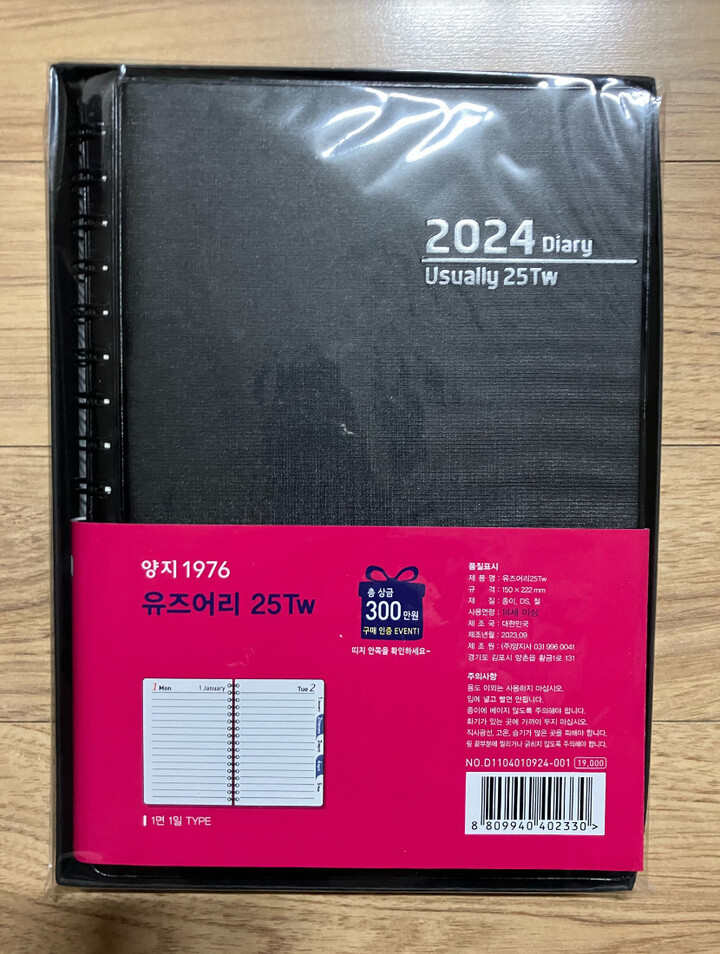 2024 Diary
Usually 25Tw
양지 1976
유즈어리 25Tw
총 상금
300만원
구매 인증 EVENT!
띠지 안쪽을 확인하세요~
1 Mon
1 January
Tue 2
1면 1일 TYPE
품질표시
제 품 명 : 유즈어리25Tw
규 격 : 150 × 222 mm
재 질 : 종이, DS, 철
사용연령 : 14세 이상
제 조 국 : 대한민국
제조년월 : 2023.09
제 조 원 : (주)양지사 031 996 0041
경기도 김포시 양촌읍 황금1로 131
주의사항
용도 이외는 사용하지 마십시오.
입에 넣고 빨면 안됩니다.
종이에 베이지 않도록 주의해야 합니다.
화기가 있는 곳에 가까이 두지 마십시오.
직사광선, 고온, 습기가 많은 곳을 피해야 합니다.
링 끝부분에 찔리거나 긁히지 않도록 주의해야 합니다.
NO.D1104010924-001 19,000
8 809940 402330 >